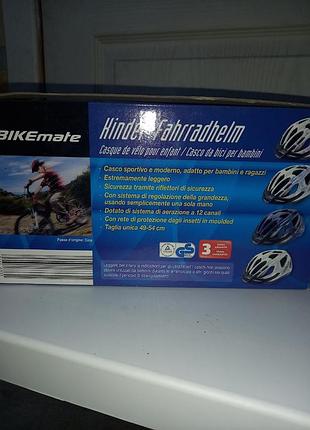 BIKEmate
Kinder-Fahrradhelm
Casque de vélo pour enfant / Casco da bici per bambini
• Casco sportivo e moderno, adatto per bambini e ragazzi
• Estremamente leggero
• Sicurezza tramite riflettori di sicurezza
• Con sistema di regolazione della grandezza,
usando semplicemente una sola mano
• Dotato di sistema di aerazione a 12 canali
• Con rete di protezione dagli insetti in moulded
• Taglia unica 49-54 cm
Paese d'origine:
GS
3